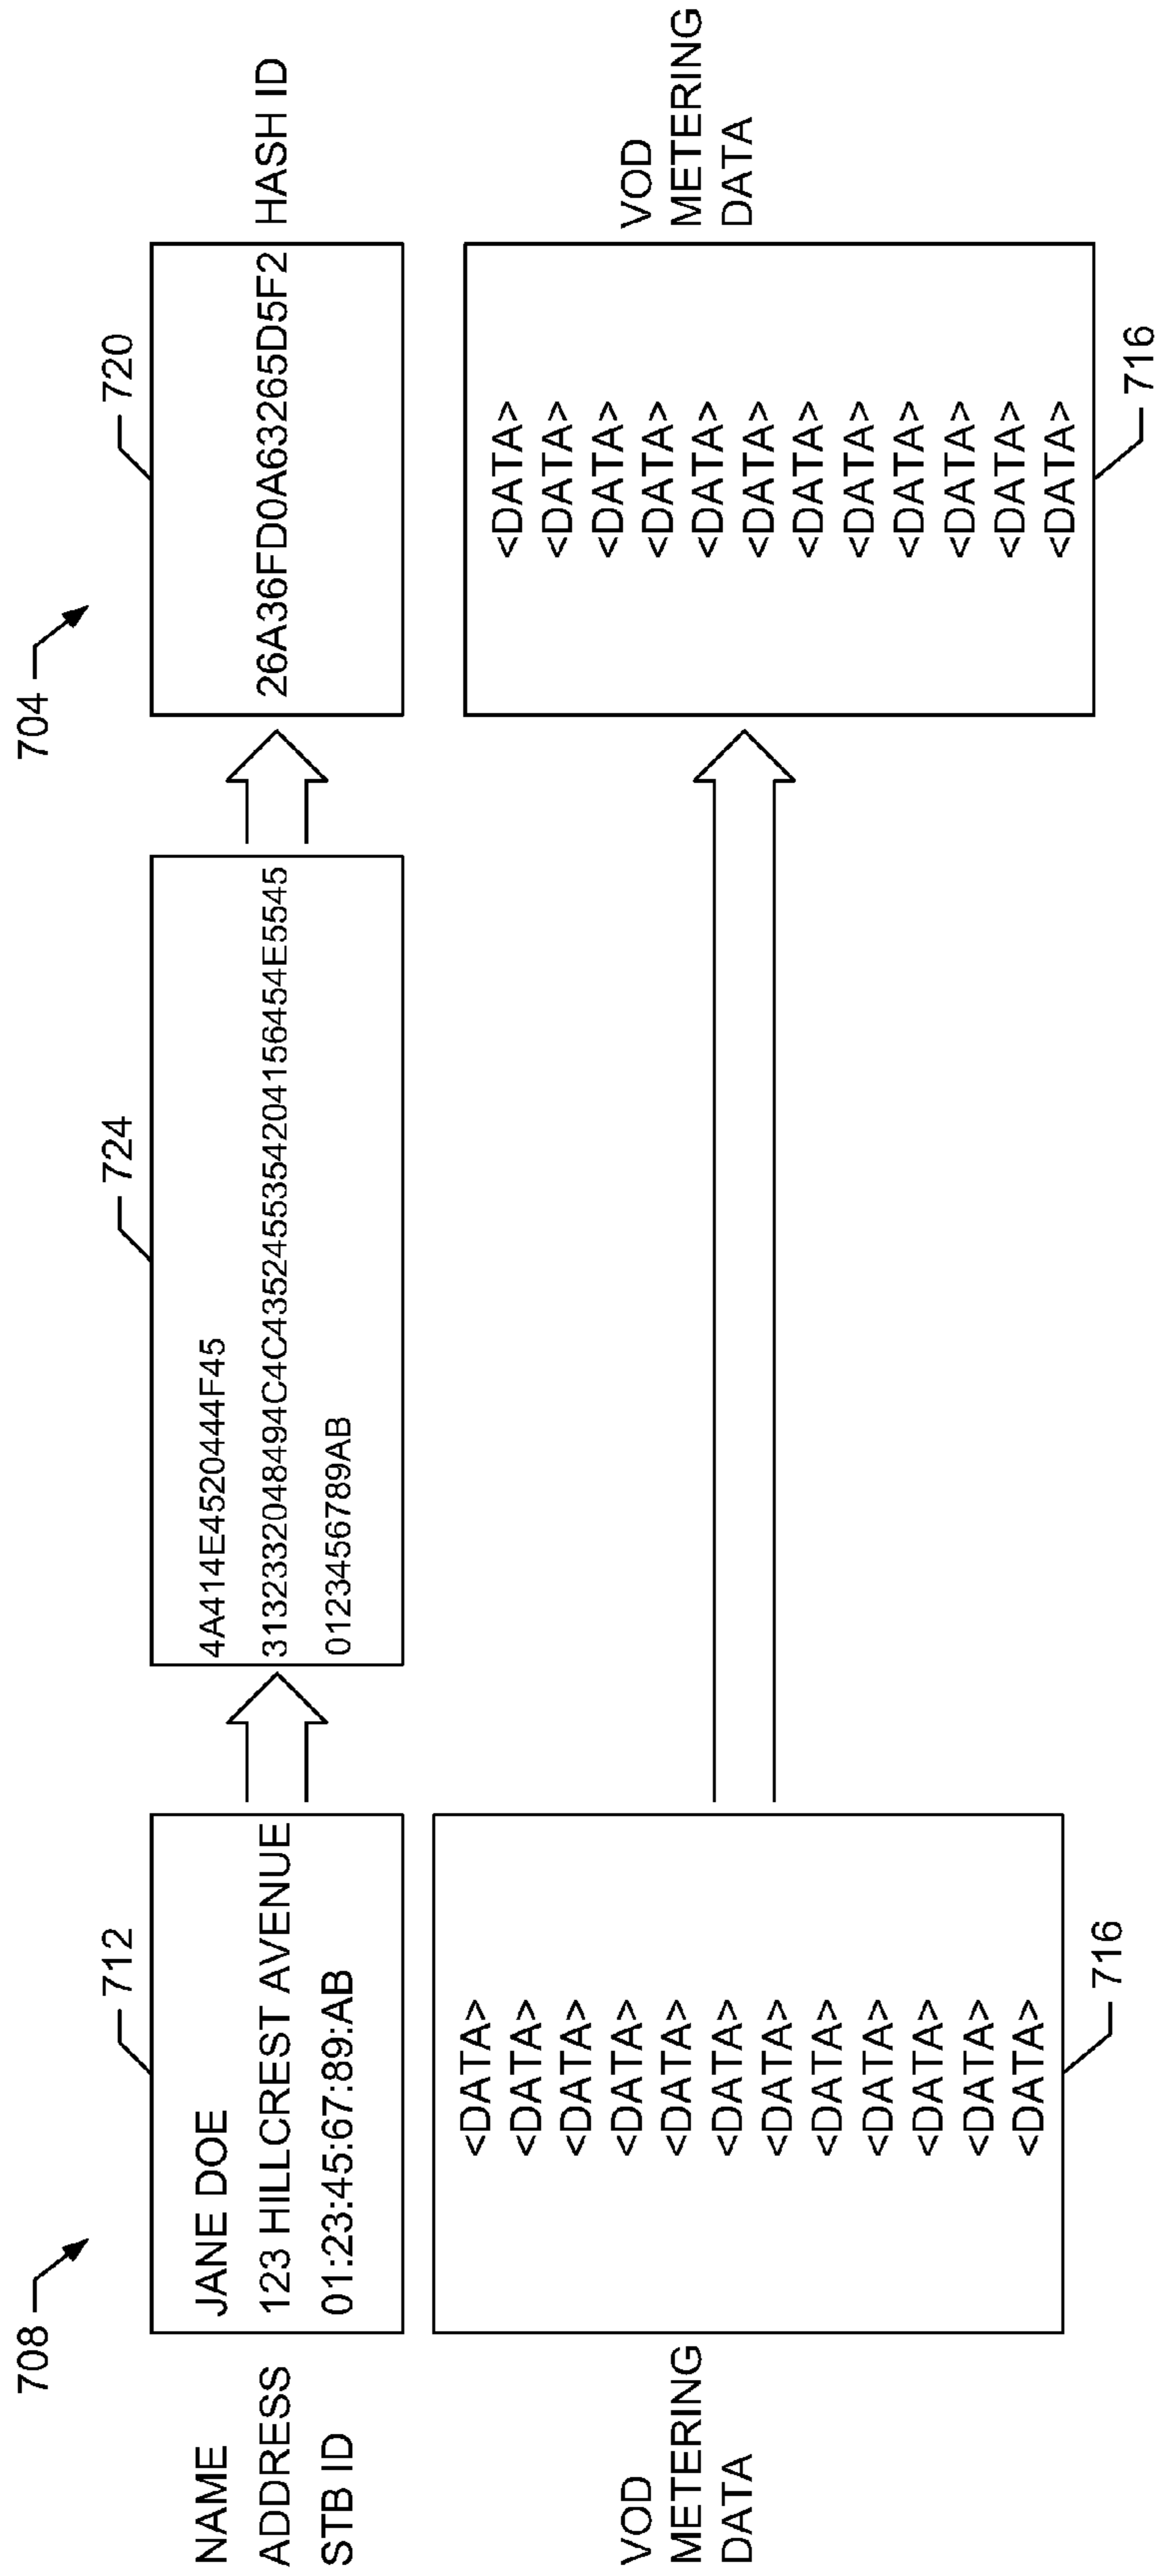 708
704
712
724
720
NAME
ADDRESS
STB ID
JANE DOE
123 HILLCREST AVENUE
01:23:45:67:89:AB
4A414E4520444F45
3132332048494C4C4352455354204156454E5545
0123456789AB
26A36FD0A63265D5F2
HASH ID
VOD
METERING
DATA
<DATA>
<DATA>
<DATA>
<DATA>
<DATA>
<DATA>
<DATA>
<DATA>
<DATA>
<DATA>
<DATA>
<DATA>
716
<DATA>
<DATA>
<DATA>
<DATA>
<DATA>
<DATA>
<DATA>
<DATA>
<DATA>
<DATA>
<DATA>
<DATA>
716
VOD
METERING
DATA